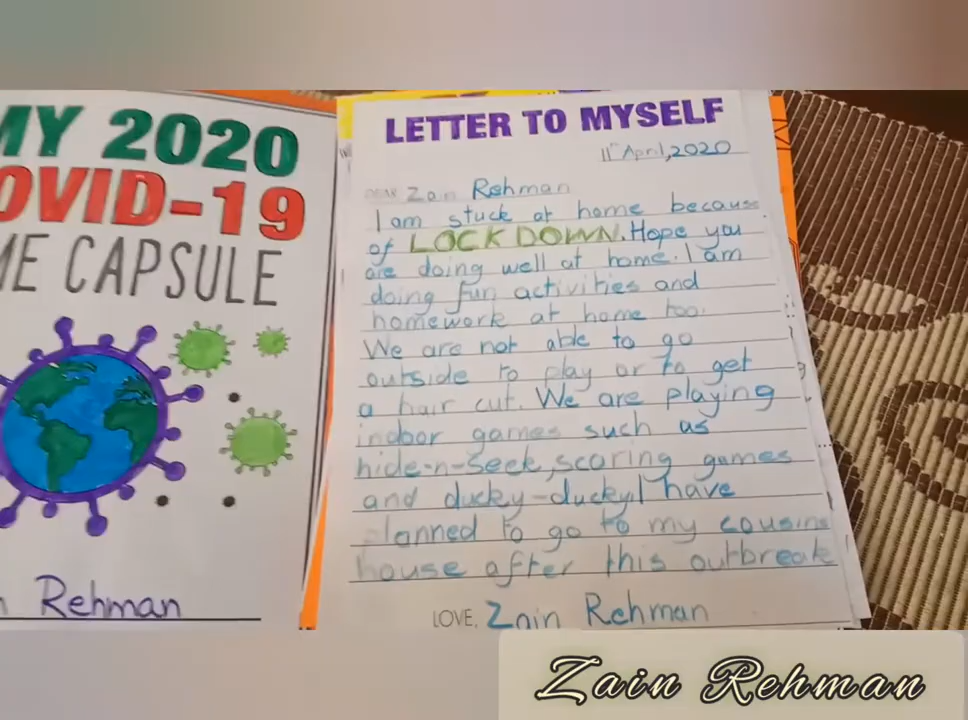 MY 2020
COVID-19
ME CAPSULE
Rehman
LETTER TO MYSELF
11th April, 2020
DEAR Zain Rehman
I am stuck at home because
of LOCKDOWN. Hope you
are doing well at home. I am
doing fun activities and
homework at home too.
We are not able to go
outside to play or to get
a hair cut. We are playing
indoor games such as
hide-n-seek, scaring games
and ducky-ducky. I have
planned to go to my cousins
house after this outbreak
LOVE, Zain Rehman
Zain Rehman